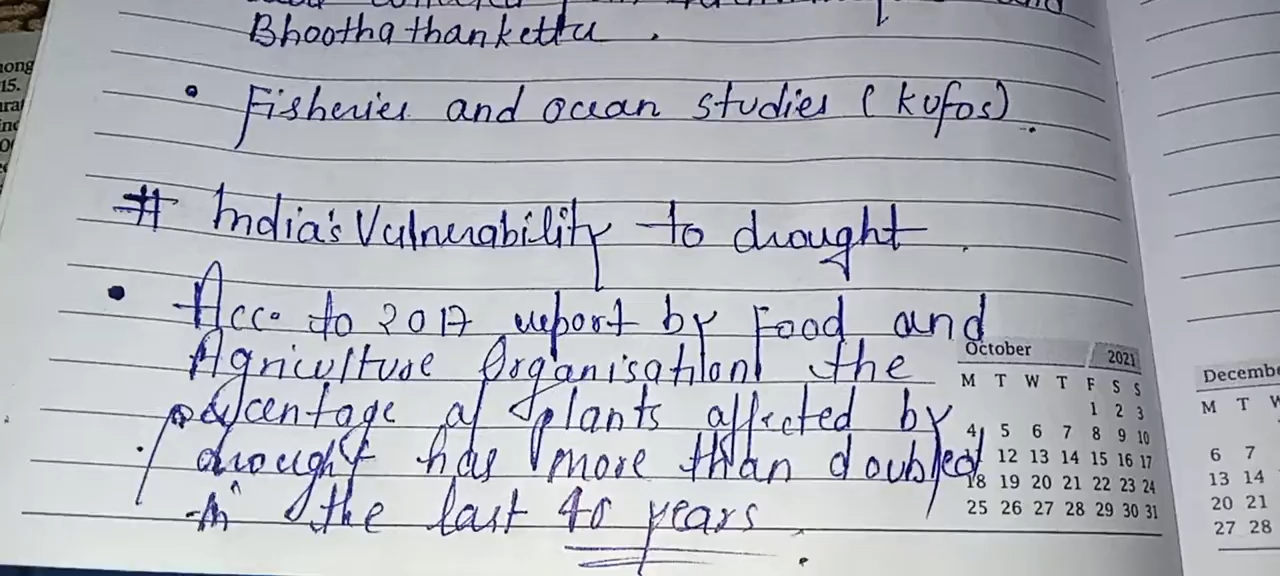 Bhoothathankettu .
• Fisheries and ocean studies (Kufos).
# India's Vulnerability to drought .
• Acc. to 2017 report by Food and
Agriculture Organisation the
percentage of plants affected by
drought has more than doubled
in the last 40 years .
October 2021
M T W T F S S
1 2 3
4 5 6 7 8 9 10
12 13 14 15 16 17
18 19 20 21 22 23 24
25 26 27 28 29 30 31
Decembe
M T
6 7
13 14
20 21
27 28
15.